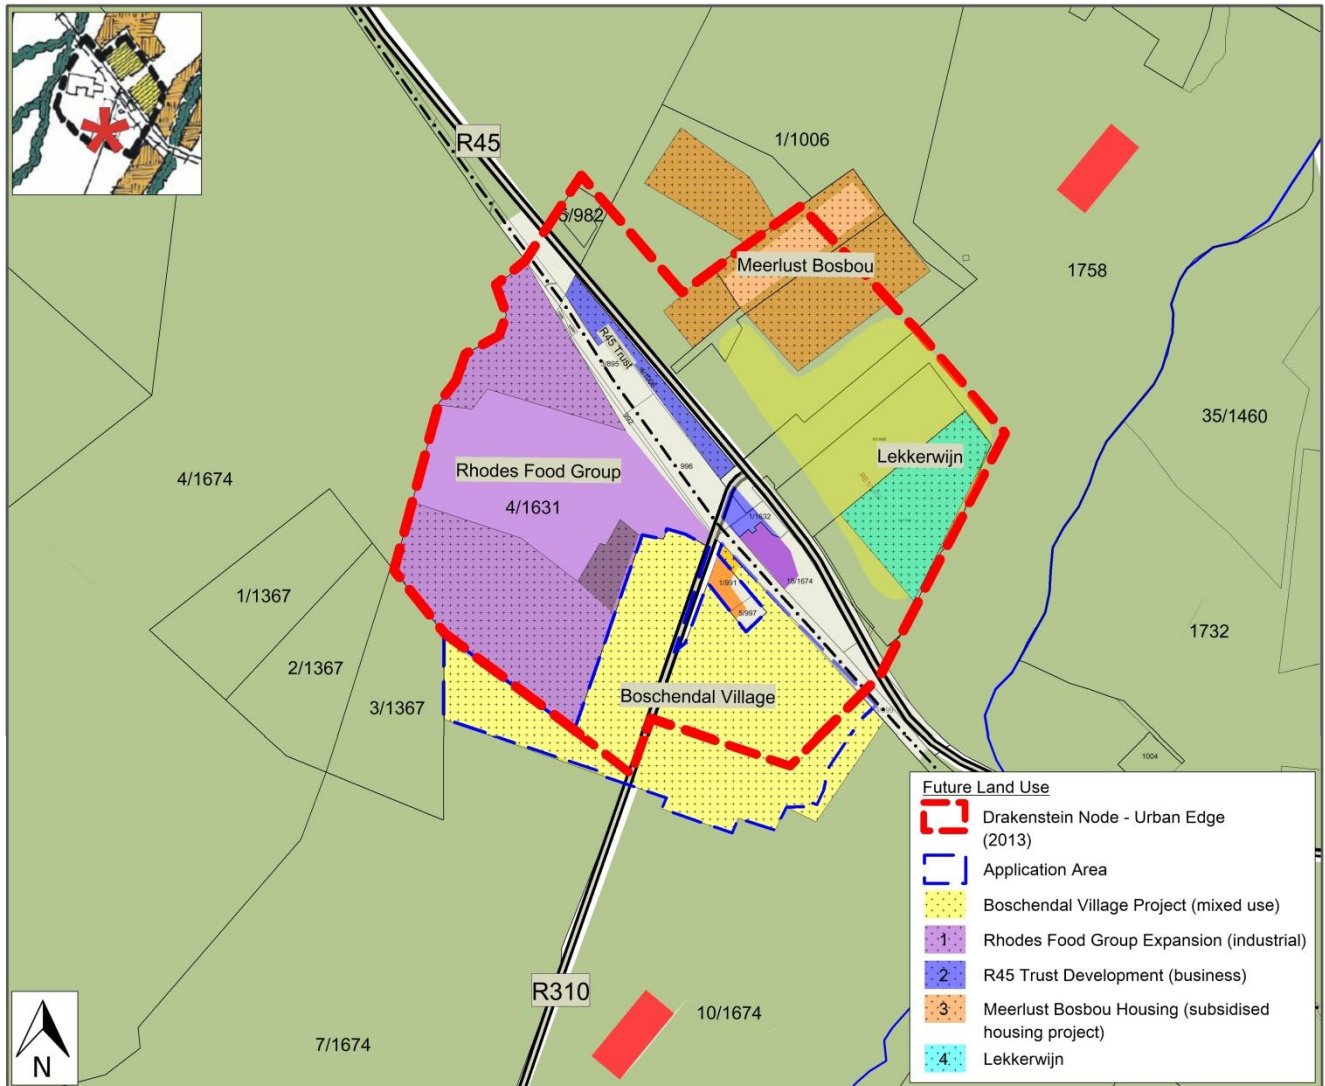 R45
1/1006
5/982
Meerlust Bosbou
1758
R45 Trust
35/1460
992
996
Lekkerwijn
Rhodes Food Group
4/1631
4/1674
1/1632
15/1674
1/991
5/997
1/1367
2/1367
3/1367
1732
Boschendal Village
1004
R310
10/1674
7/1674
N
Future Land Use
Drakenstein Node - Urban Edge
(2013)
Application Area
Boschendal Village Project (mixed use)
1 Rhodes Food Group Expansion (industrial)
2 R45 Trust Development (business)
3 Meerlust Bosbou Housing (subsidised
housing project)
4 Lekkerwijn